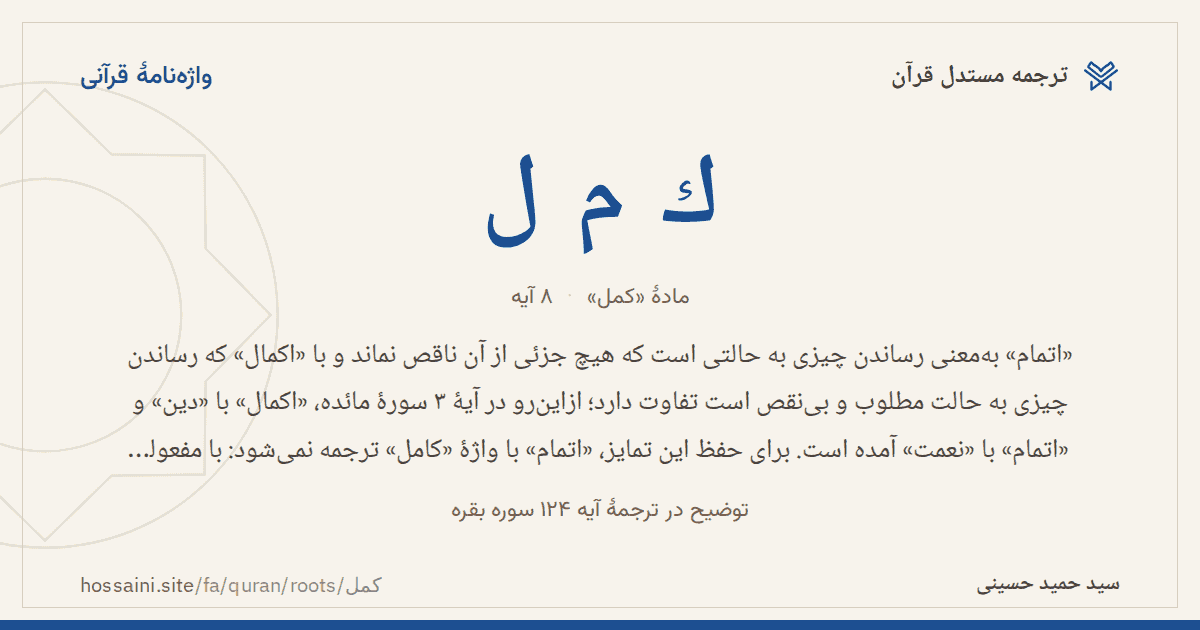 ترجمه مستدل قرآن
واژه‌نامهٔ قرآنی
ك م ل
مادهٔ «کمل» · ۸ آیه
«اتمام» به‌معنی رساندن چیزی به حالتی است که هیچ جزئی از آن ناقص نماند و با «اکمال» که رساندن
چیزی به حالت مطلوب و بی‌نقص است تفاوت دارد؛ ازاین‌رو در آیهٔ ۳ سورهٔ مائده، «اکمال» با «دین» و
«اتمام» با «نعمت» آمده است. برای حفظ این تمایز، «اتمام» با واژهٔ «کامل» ترجمه نمی‌شود: با مفعولـ…
توضیح در ترجمهٔ آیه ۱۲۴ سوره بقره
سید حمید حسینی
hossaini.site/fa/quran/roots/کمل